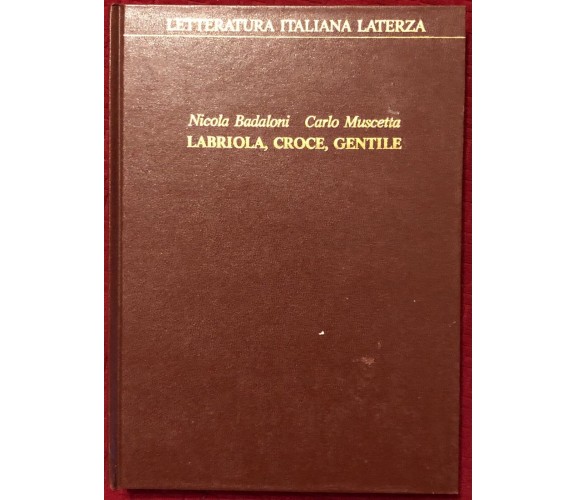 LETTERATURA ITALIANA LATERZA
Nicola Badaloni Carlo Muscetta
LABRIOLA, CROCE, GENTILE